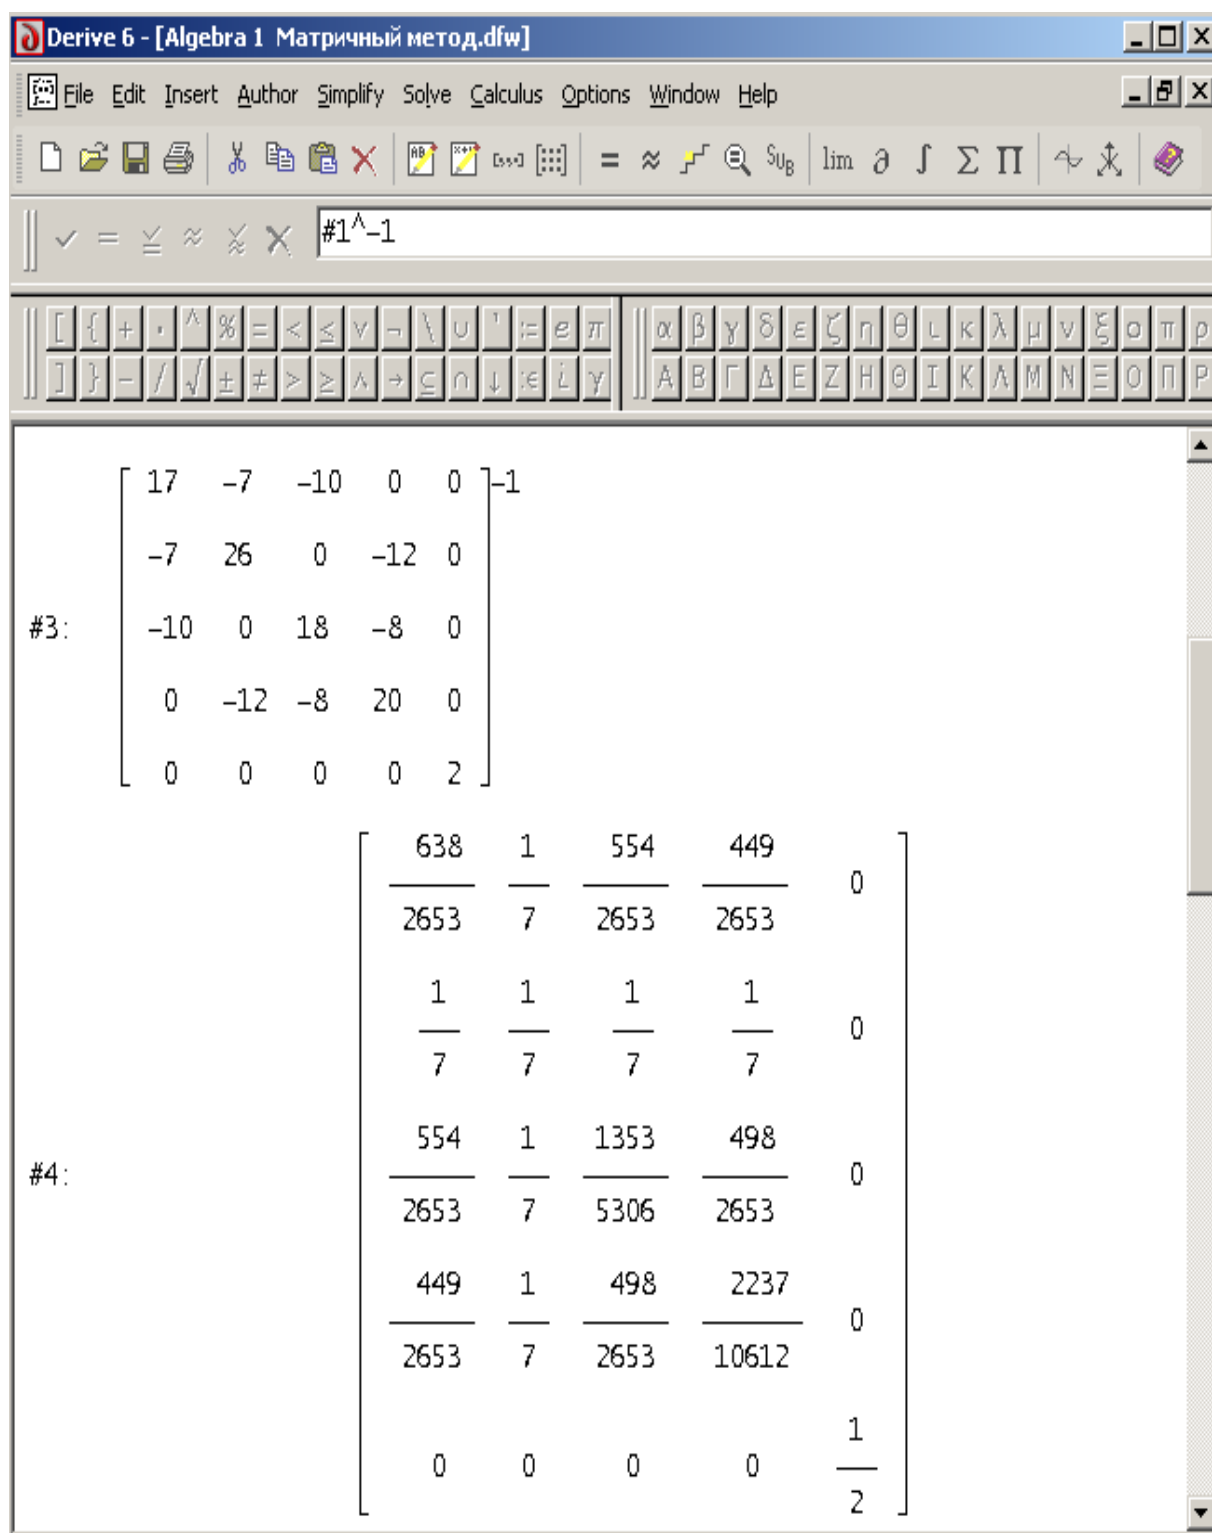 Derive 6 - [Algebra 1 Матричный метод.dfw]
File Edit Insert Author Simplify Solve Calculus Options Window Help
= ≈ SUB lim ∂ ∫ Σ Π
✓ = ≈ #1^-1
[ { + · ^ % = < ≤ ∨ ¬ \ ∪ ' := e π α β γ δ ε ζ η θ ι κ λ μ ν ξ ο π ρ
] } − / √ ± ≠ > ≥ ∧ → ⊆ ∩ ↓ :∈ i γ Α Β Γ Δ Ε Ζ Η Θ Ι Κ Λ Μ Ν Ξ Ο Π Ρ
17 −7 −10 0 0 −1
−7 26 0 −12 0
#3: −10 0 18 −8 0
0 −12 −8 20 0
0 0 0 0 2
638 1 554 449
0
2653 7 2653 2653
1 1 1 1
0
7 7 7 7
554 1 1353 498
#4: 0
2653 7 5306 2653
449 1 498 2237
0
2653 7 2653 10612
1
0 0 0 0
2